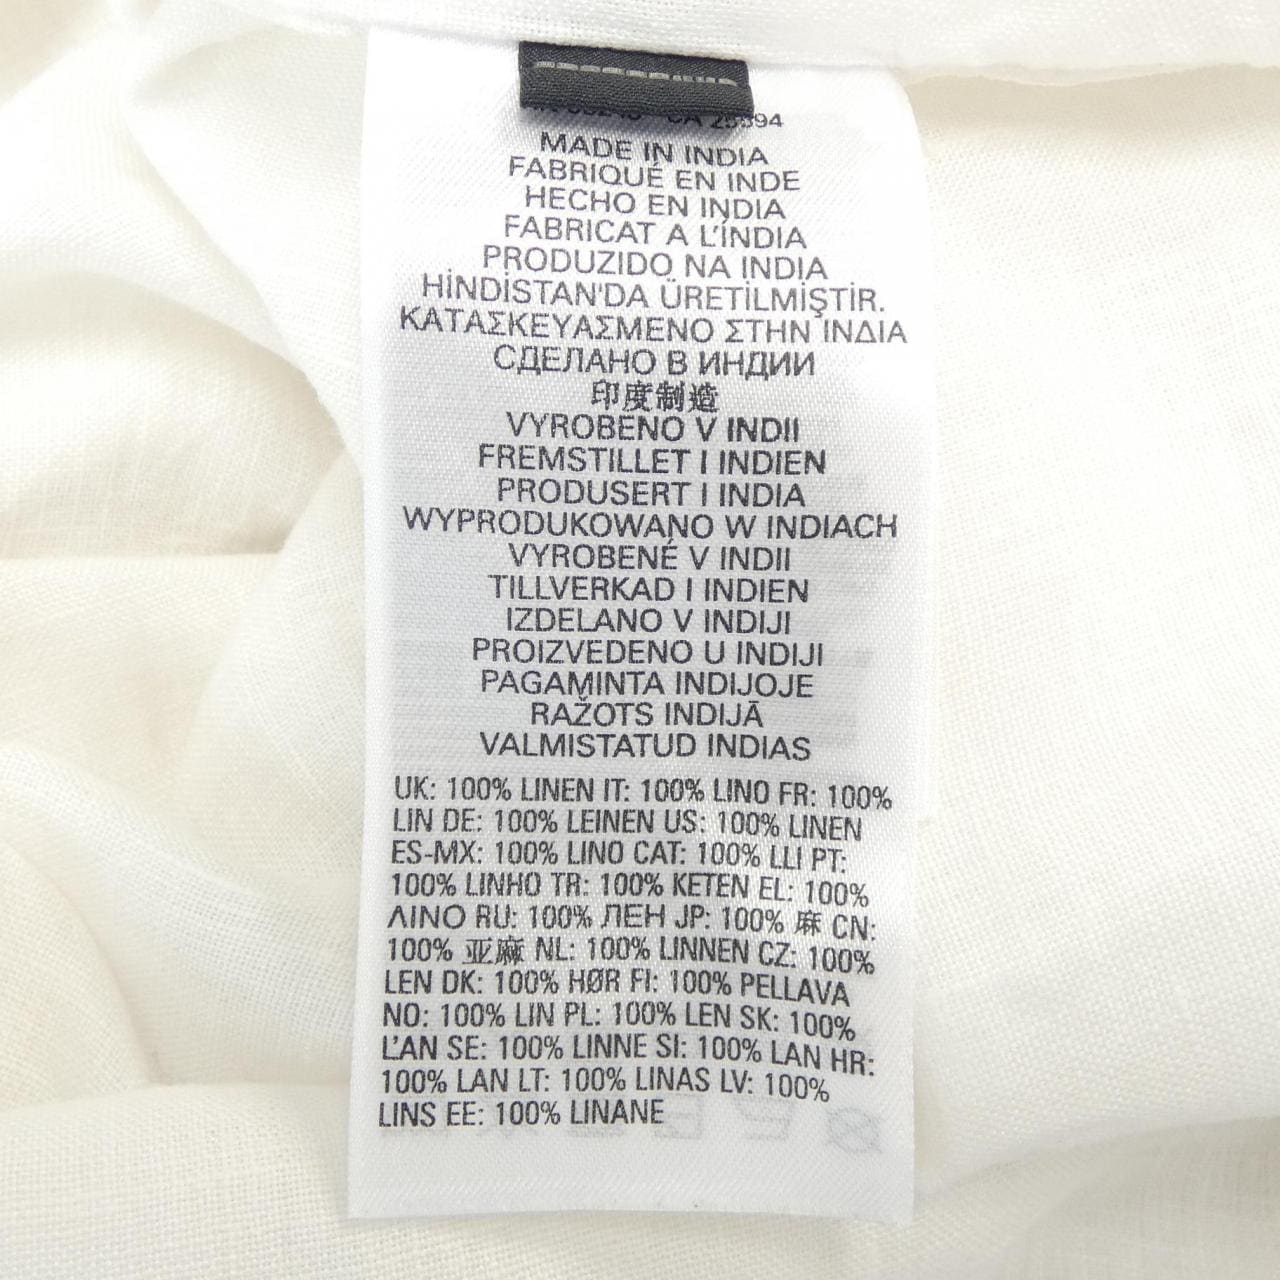 CA 25594
MADE IN INDIA
FABRIQUÉ EN INDE
HECHO EN INDIA
FABRICAT A L'ÍNDIA
PRODUZIDO NA INDIA
HİNDİSTAN'DA ÜRETİLMİŞTİR.
ΚΑΤΑΣΚΕΥΑΣΜΕΝΟ ΣΤΗΝ ΙΝΔΙΑ
СДЕЛАНО В ИНДИИ
印度制造
VYROBENO V INDII
FREMSTILLET I INDIEN
PRODUSERT I INDIA
WYPRODUKOWANO W INDIACH
VYROBENÉ V INDII
TILLVERKAD I INDIEN
IZDELANO V INDIJI
PROIZVEDENO U INDIJI
PAGAMINTA INDIJOJE
RAŽOTS INDIJĀ
VALMISTATUD INDIAS
UK: 100% LINEN IT: 100% LINO FR: 100%
LIN DE: 100% LEINEN US: 100% LINEN
ES-MX: 100% LINO CAT: 100% LLI PT:
100% LINHO TR: 100% KETEN EL: 100%
ΛΙΝΟ RU: 100% ЛЕН JP: 100% 麻 CN:
100% 亚麻 NL: 100% LINNEN CZ: 100%
LEN DK: 100% HØR FI: 100% PELLAVA
NO: 100% LIN PL: 100% LEN SK: 100%
L'AN SE: 100% LINNE SI: 100% LAN HR:
100% LAN LT: 100% LINAS LV: 100%
LINS EE: 100% LINANE